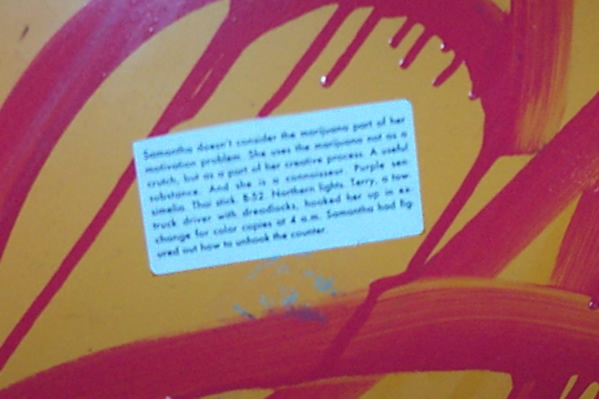 Samantha doesn't consider the marijuana part of her
motivation problem. She uses the marijuana not as a
crutch, but as a part of her creative process. A useful
substance. And she is a connoisseur. Purple sen-
simelia. Thai stick. B-52. Northern lights. Terry, a tow-
truck driver with dreadlocks, hooked her up in ex-
change for color copies at 4 a.m. Samantha had fig-
ured out how to unhook the counter.